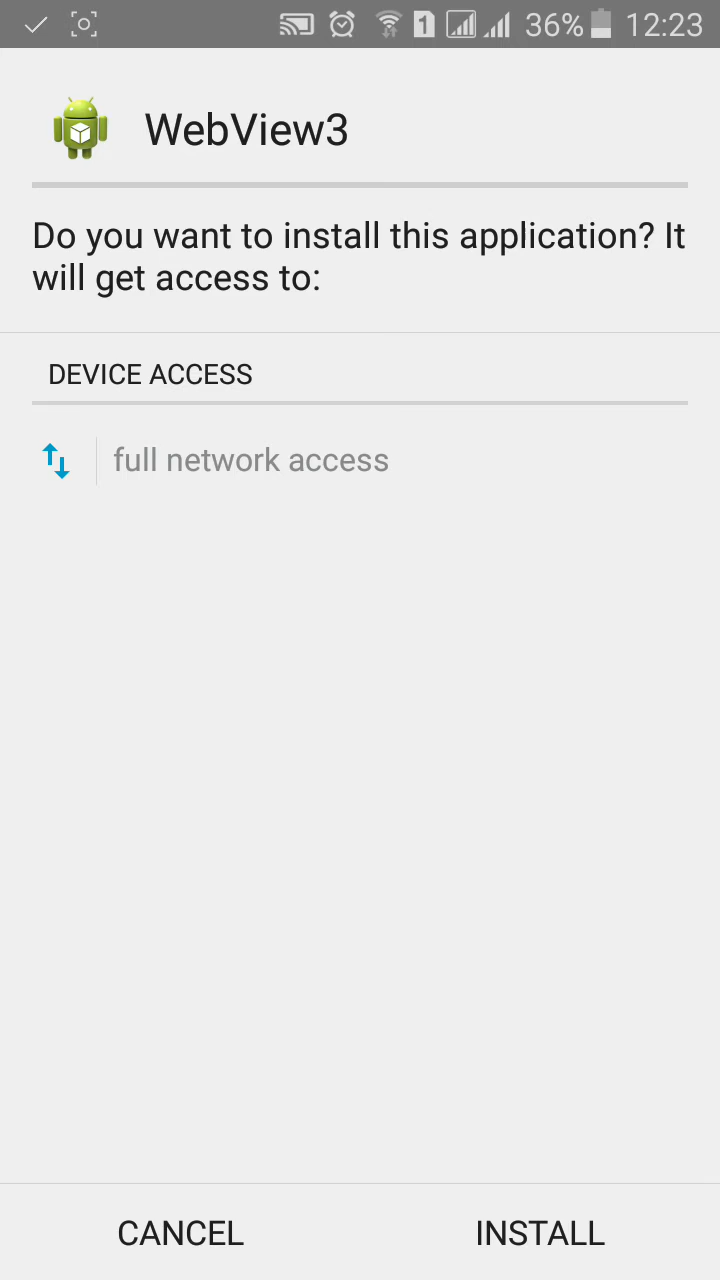 1 36% 12:23
WebView3
Do you want to install this application? It
will get access to:
DEVICE ACCESS
full network access
CANCEL INSTALL